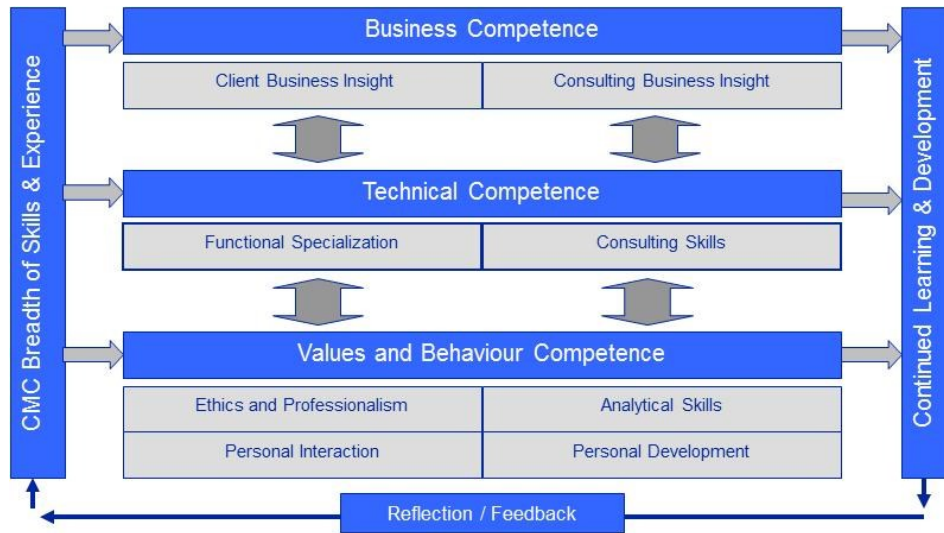 CMC Breadth of Skills & Experience
Business Competence
Client Business Insight
Consulting Business Insight
Technical Competence
Functional Specialization
Consulting Skills
Values and Behaviour Competence
Ethics and Professionalism
Analytical Skills
Personal Interaction
Personal Development
Continued Learning & Development
Reflection / Feedback